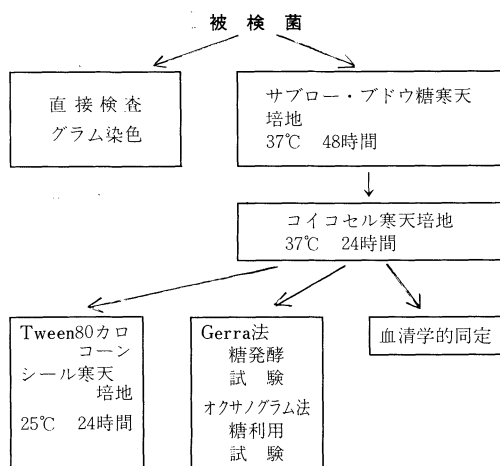 被検菌
直接検査
グラム染色
サブロー・ブドウ糖寒天
培地
37℃ 48時間
コイコセル寒天培地
37℃ 24時間
Tween80カロ
コーン
シール寒天
培地
25℃ 24時間
Gerra法
糖発酵
試験
オクサノグラム法
糖利用
試験
血清学的同定